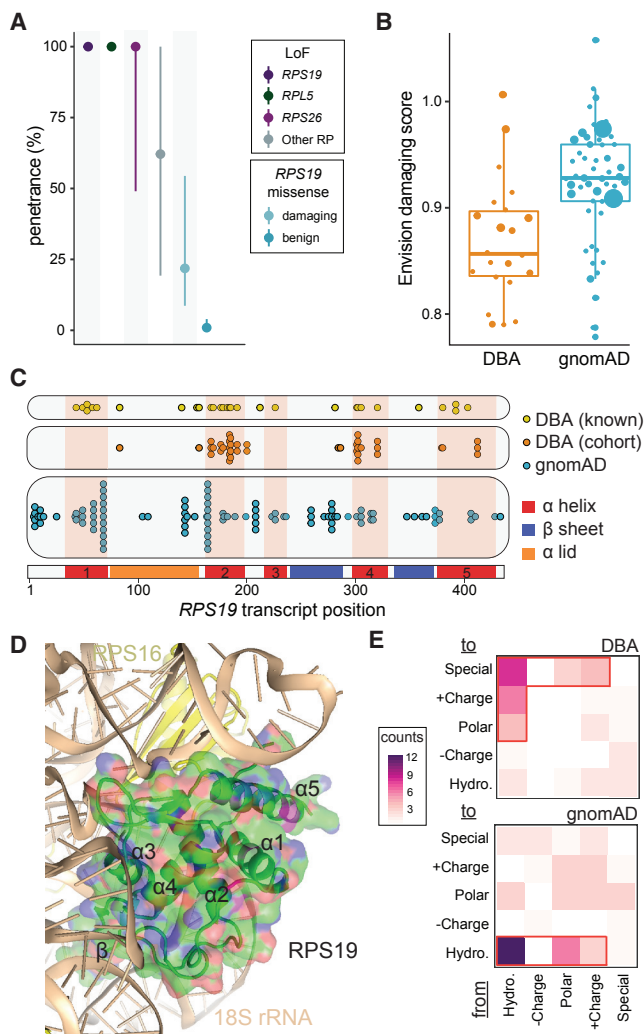 A
penetrance (%)
100
75
50
25
0
LoF
RPS19
RPL5
RPS26
Other RP
RPS19
missense
damaging
benign
B
Envision damaging score
1.0
0.9
0.8
DBA
gnomAD
C
DBA (known)
DBA (cohort)
gnomAD
α helix
β sheet
α lid
1
2
3
4
5
1
100
200
300
400
RPS19 transcript position
D
RPS16
α5
α3
α1
α4
α2
β
RPS19
18S rRNA
E
to
DBA
Special
+Charge
Polar
-Charge
Hydro.
counts
12
9
6
3
to
gnomAD
Special
+Charge
Polar
-Charge
Hydro.
from
Hydro.
-Charge
Polar
+Charge
Special